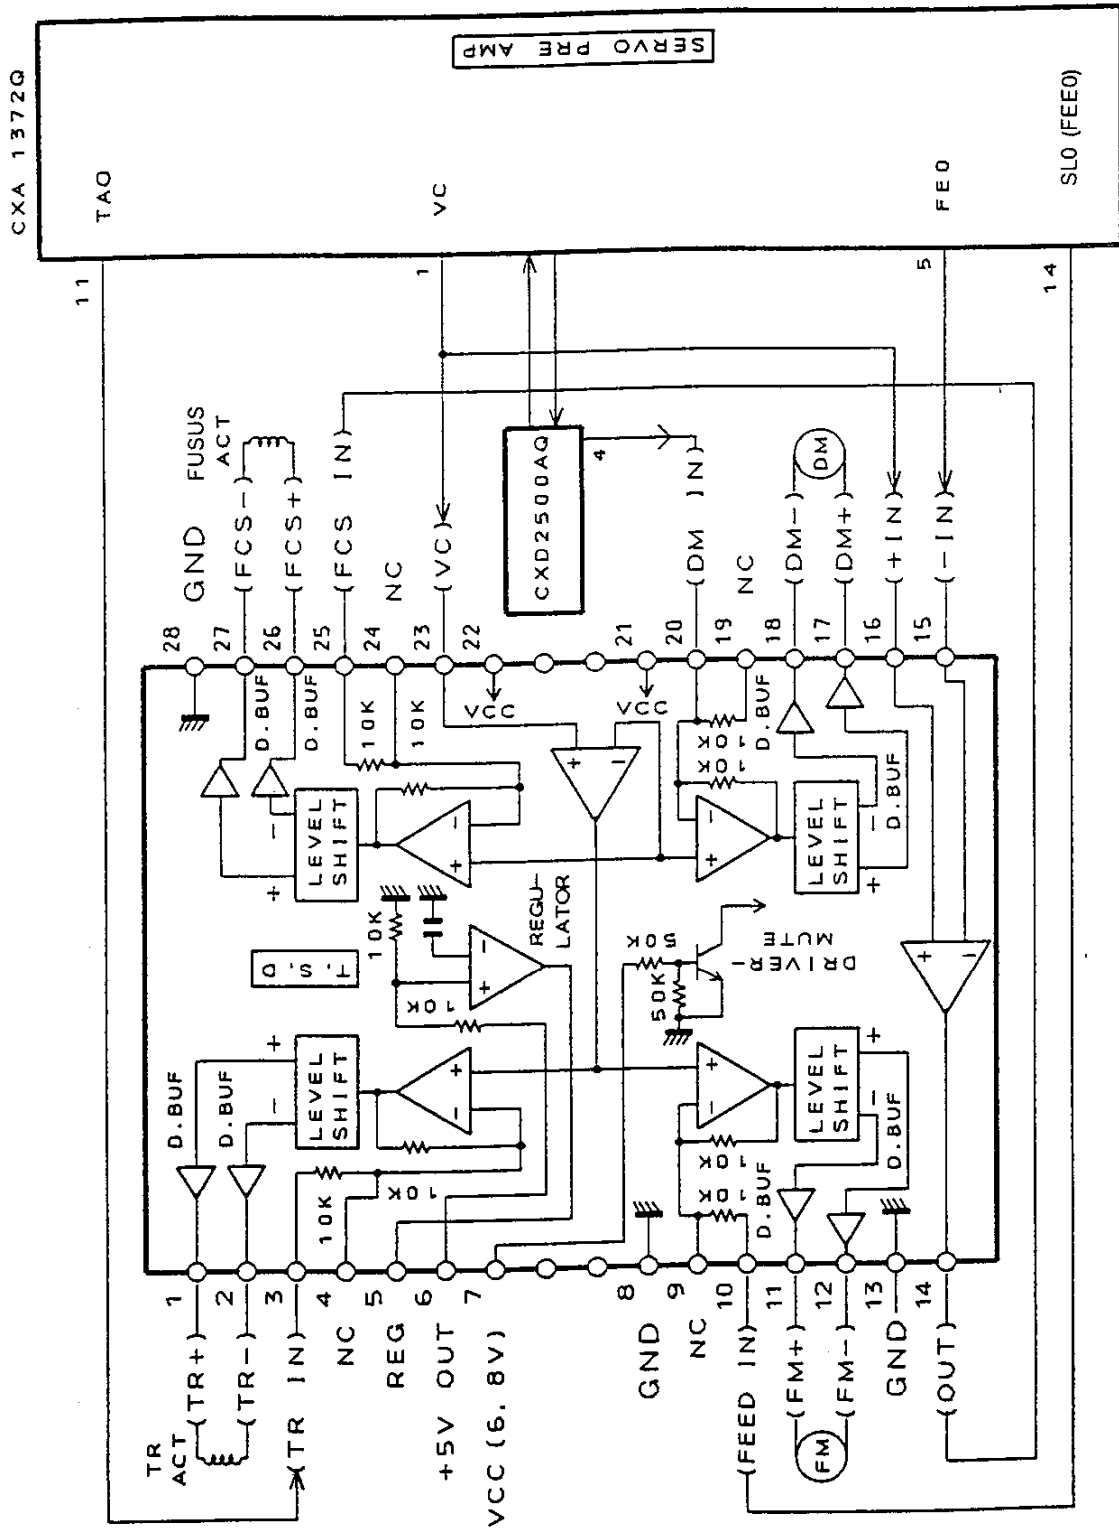 CXA 1372Q
SERVO PRE AMP
TAO
VC
FEO
SLO (FEEO)
11
1
5
14
FUSUS
ACT
GND
(FCS-)
(FCS+)
(FCS IN)
NC
(VC)
CXD2500AQ
4
(DM IN)
NC
(DM-)
DM
(DM+)
(+IN)
(-IN)
28
27
26
25
24
23
22
21
20
19
18
17
16
15
D.BUF
D.BUF
10K
10K
VCC
VCC
10K
10K
D.BUF
D.BUF
+
-
LEVEL
SHIFT
-
+
+
-
-
+
LEVEL
SHIFT
-
+
T.S.D
10K
10K
-
+
REGU-
LATOR
50K
50K
DRIVER-
MUTE
+
-
D.BUF
D.BUF
+
-
LEVEL
SHIFT
+
-
10K
10K
+
-
10K
10K
LEVEL
SHIFT
+
-
D.BUF
D.BUF
1
2
3
4
5
6
7
8
9
10
11
12
13
14
TR
ACT
(TR+)
(TR-)
(TR IN)
NC
REG
+5V OUT
VCC (6.8V)
GND
NC
(FEED IN)
(FM+)
FM
(FM-)
GND
(OUT)